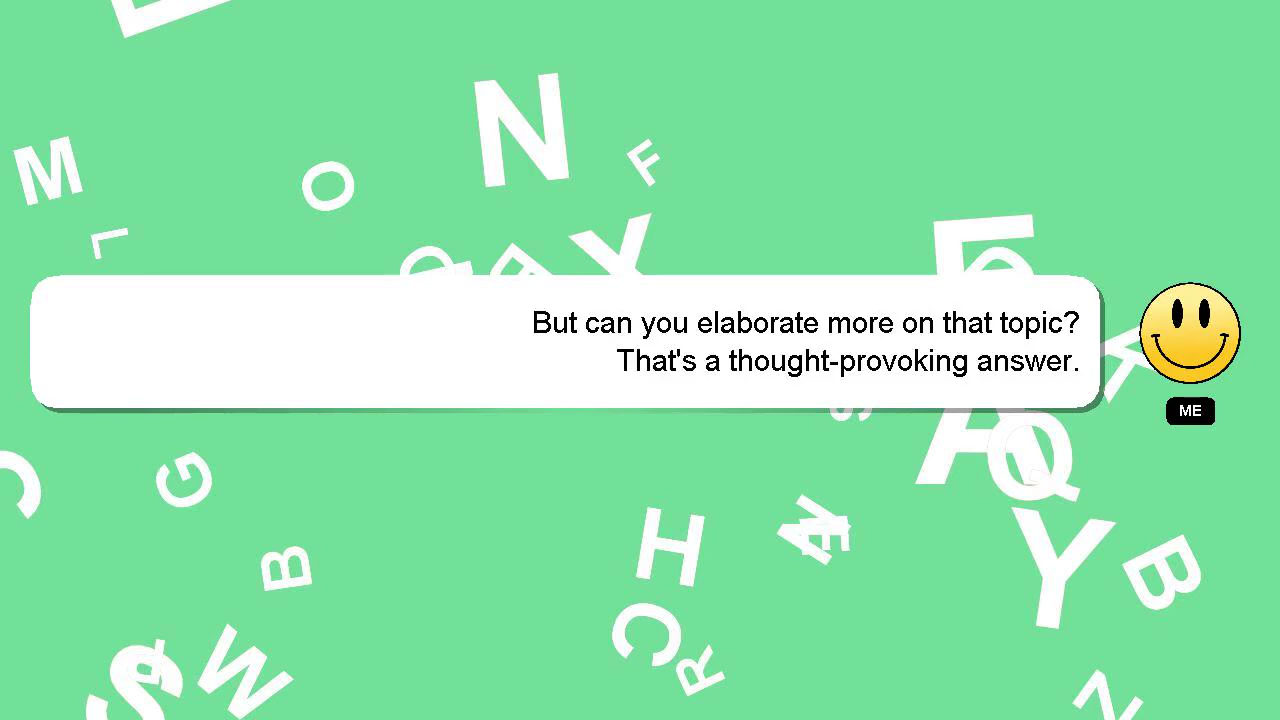 But can you elaborate more on that topic?
That's a thought-provoking answer.
ME